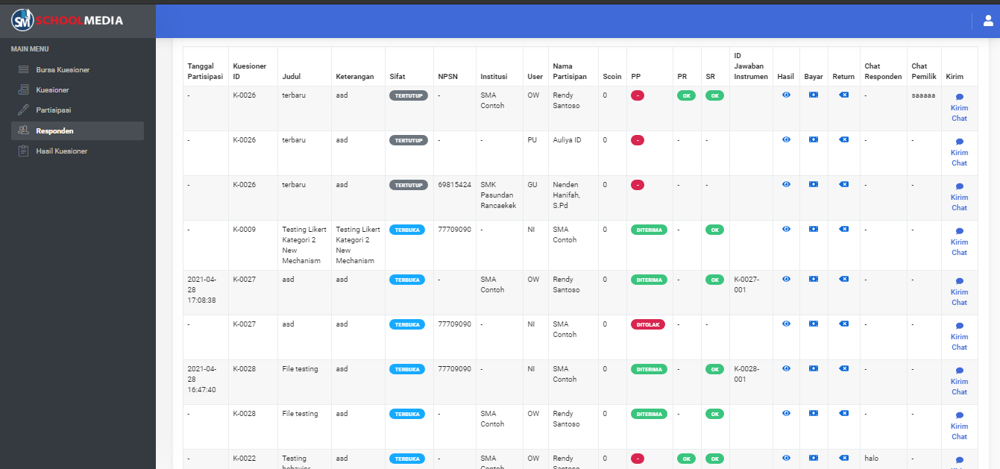 SM SCHOOLMEDIA
MAIN MENU
Bursa Kuesioner
Kuesioner
Partisipasi
Responden
Hasil Kuesioner
Tanggal Partisipasi Kuesioner ID Judul Keterangan Sifat NPSN Institusi User Nama Partisipan Scoin PP PR SR ID Jawaban Instrumen Hasil Bayar Return Chat Responden Chat Pemilik Kirim
- K-0026 terbaru asd TERTUTUP - SMA Contoh OW Rendy Santoso 0 - OK OK - saaaaa Kirim Chat
- K-0026 terbaru asd TERTUTUP - - PU Auliya ID 0 - - - - - Kirim Chat
- K-0026 terbaru asd TERTUTUP 69815424 SMK Pasundan Rancaekek GU Nenden Hanifah, S.Pd 0 - - - - - Kirim Chat
- K-0009 Testing Likert Kategori 2 New Mechanism Testing Likert Kategori 2 New Mechanism TERBUKA 77709090 - NI SMA Contoh 0 DITERIMA - OK - - Kirim Chat
2021-04-28 17:08:38 K-0027 asd asd TERBUKA - SMA Contoh OW Rendy Santoso 0 DITERIMA - OK K-0027-001 - - Kirim Chat
- K-0027 asd asd TERBUKA 77709090 - NI SMA Contoh 0 DITOLAK - - - - Kirim Chat
2021-04-28 16:47:40 K-0028 File testing asd TERBUKA 77709090 - NI SMA Contoh 0 DITERIMA - OK K-0028-001 - - Kirim Chat
- K-0028 File testing asd TERBUKA - SMA Contoh OW Rendy Santoso 0 DITERIMA - OK - - Kirim Chat
- K-0022 Testing behavior asd TERBUKA - SMA Contoh OW Rendy Santoso 0 - OK OK halo -